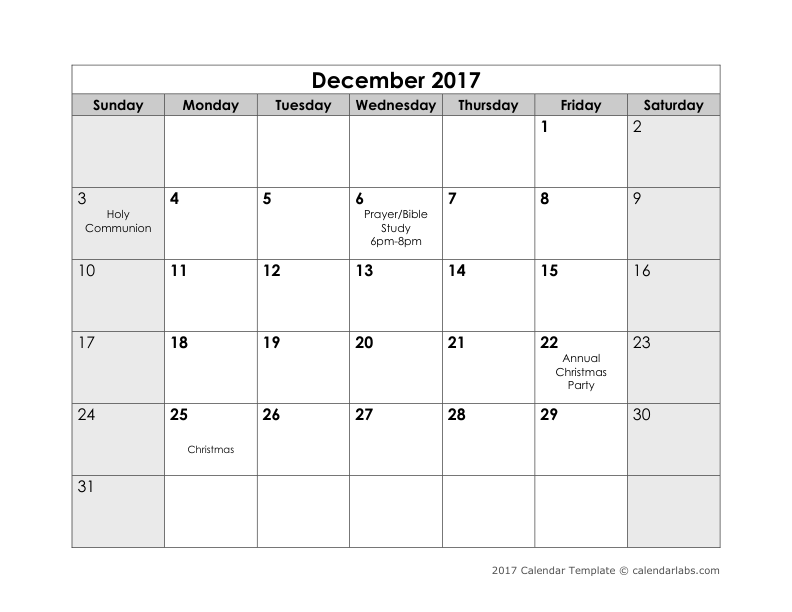 December 2017
Sunday Monday Tuesday Wednesday Thursday Friday Saturday
1 2
3 4 5 6 7 8 9
Holy Prayer/Bible
Communion Study
6pm-8pm
10 11 12 13 14 15 16
17 18 19 20 21 22 23
Annual
Christmas
Party
24 25 26 27 28 29 30
Christmas
31
2017 Calendar Template © calendarlabs.com